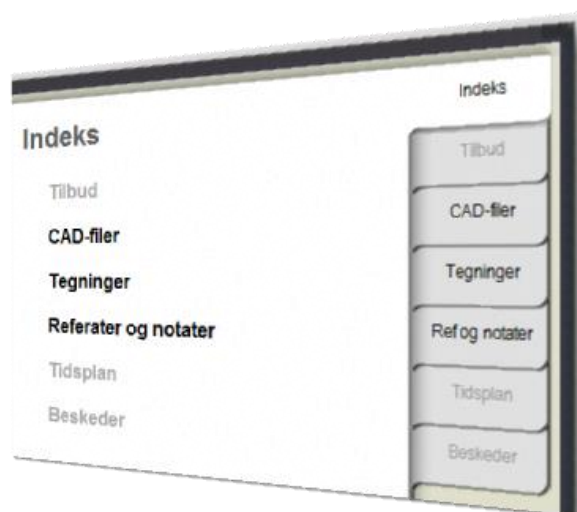 Indeks
Tilbud
CAD-filer
Tegninger
Referater og notater
Tidsplan
Beskeder
Indeks
Tilbud
CAD-filer
Tegninger
Ref og notater
Tidsplan
Beskeder